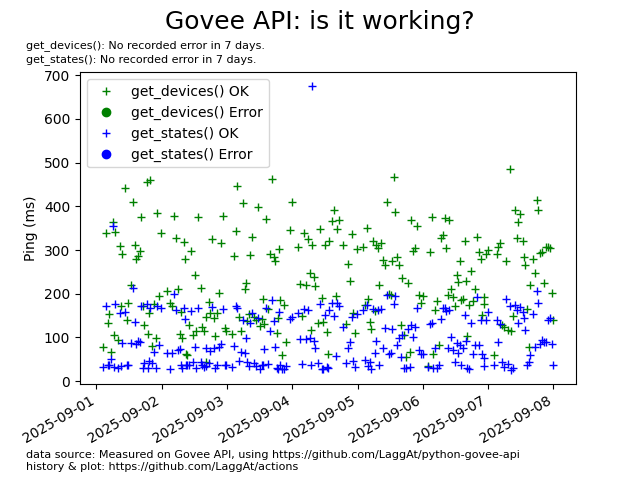 Govee API: is it working?
get_devices(): No recorded error in 7 days.
get_states(): No recorded error in 7 days.
700
600
500
400
300
200
100
0
Ping (ms)
get_devices() OK
get_devices() Error
get_states() OK
get_states() Error
2025-09-01
2025-09-02
2025-09-03
2025-09-04
2025-09-05
2025-09-06
2025-09-07
2025-09-08
data source: Measured on Govee API, using https://github.com/LaggAt/python-govee-api
history & plot: https://github.com/LaggAt/actions